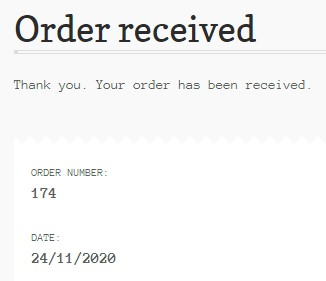 Order received
Thank you. Your order has been received.
ORDER NUMBER:
174
DATE:
24/11/2020